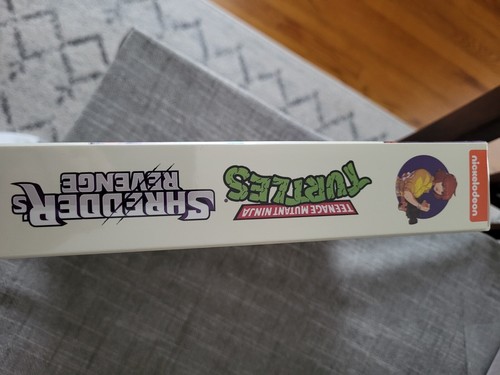 nickelodeon
TEENAGE MUTANT NINJA
TURTLES
SHREDDER'S
REVENGE